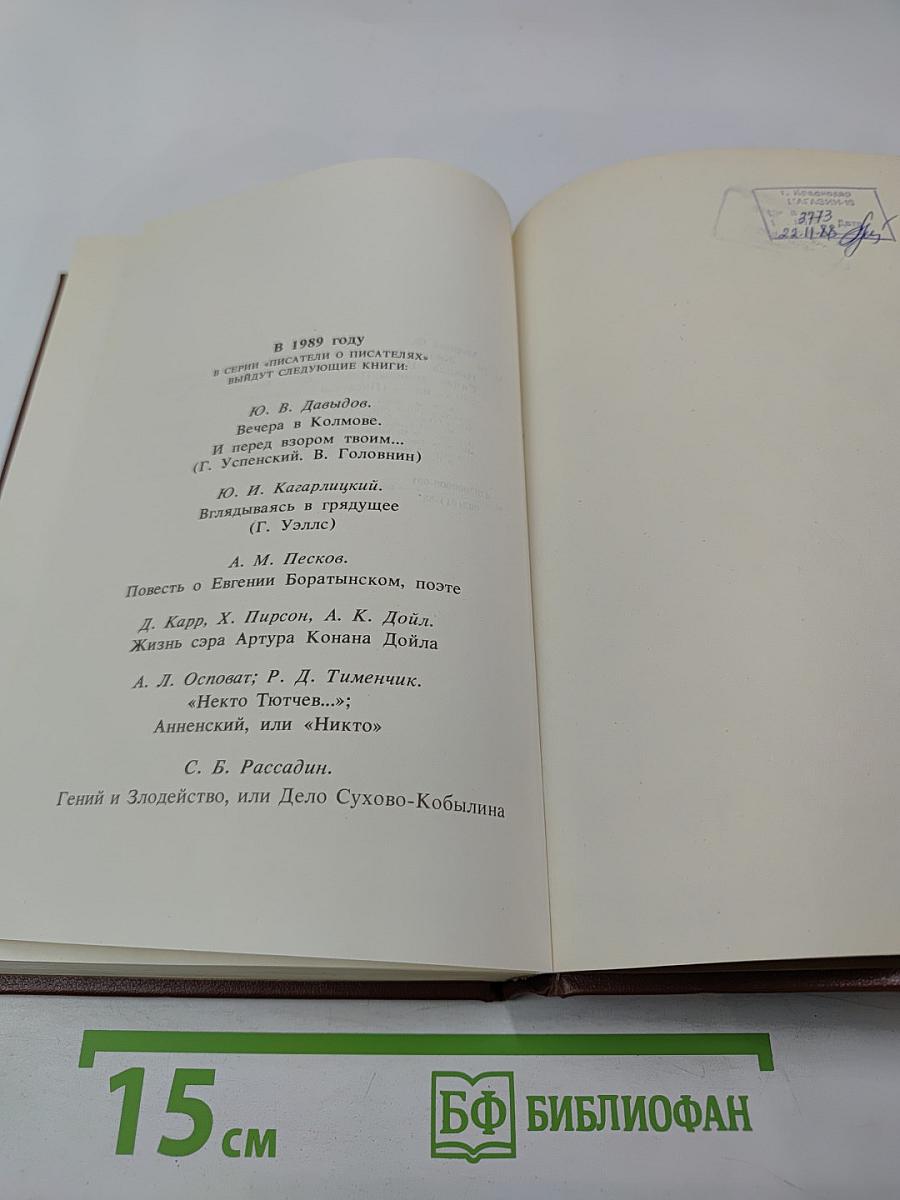 В 1989 году
В СЕРИИ «ПИСАТЕЛИ О ПИСАТЕЛЯХ»
ВЫЙДУТ СЛЕДУЮЩИЕ КНИГИ:
Ю. В. Давыдов.
Вечера в Колмове.
И перед взором твоим...
(Г. Успенский. В. Головнин)
Ю. И. Кагарлицкий.
Вглядываясь в грядущее
(Г. Уэллс)
А. М. Песков.
Повесть о Евгении Боратынском, поэте
Д. Карр, Х. Пирсон, А. К. Дойл.
Жизнь сэра Артура Конана Дойла
А. Л. Осповат; Р. Д. Тименчик.
«Некто Тютчев...»;
Анненский, или «Никто»
С. Б. Рассадин.
Гений и Злодейство, или Дело Сухово-Кобылина
3773
22-11-88
15 см
БФ БИБЛИОФАН